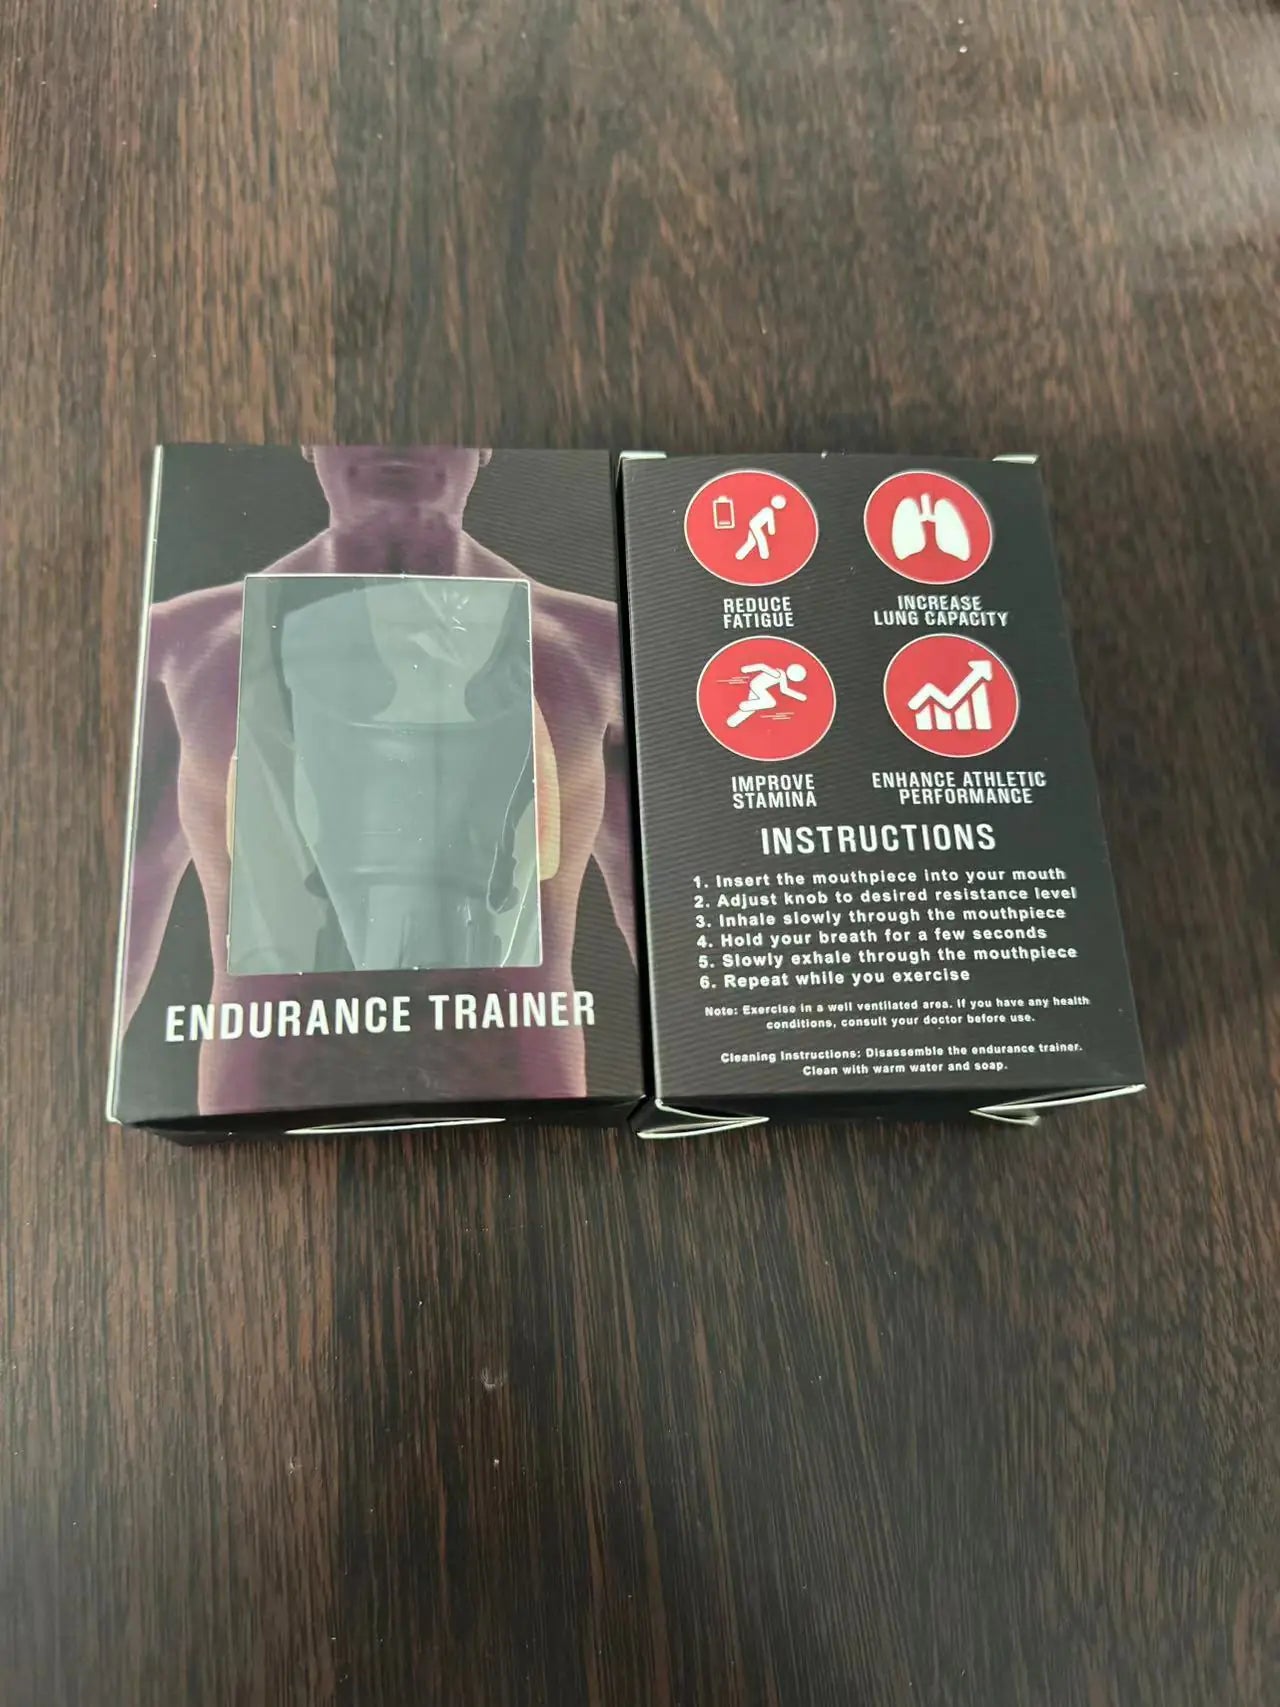 ENDURANCE TRAINER
REDUCE
FATIGUE
INCREASE
LUNG CAPACITY
IMPROVE
STAMINA
ENHANCE ATHLETIC
PERFORMANCE
INSTRUCTIONS
1. Insert the mouthpiece into your mouth
2. Adjust knob to desired resistance level
3. Inhale slowly through the mouthpiece
4. Hold your breath for a few seconds
5. Slowly exhale through the mouthpiece
6. Repeat while you exercise
Note: Exercise in a well ventilated area. If you have any health
conditions, consult your doctor before use.
Cleaning Instructions: Disassemble the endurance trainer.
Clean with warm water and soap.